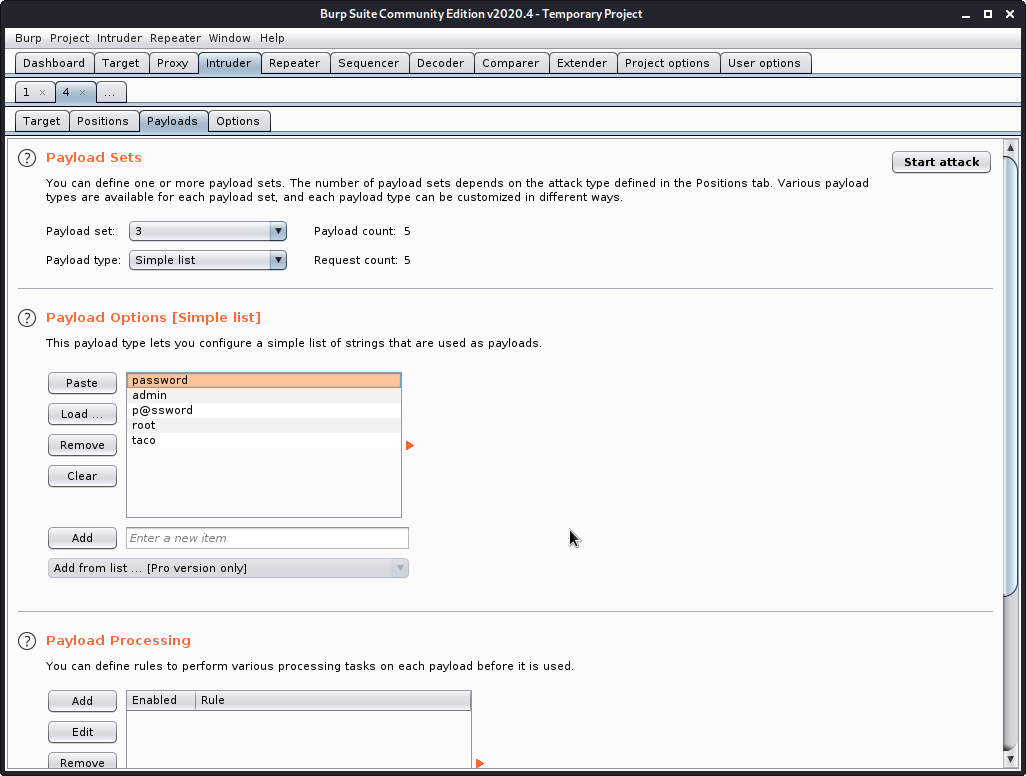 Burp Suite Community Edition v2020.4 - Temporary Project
Burp Project Intruder Repeater Window Help
Dashboard Target Proxy Intruder Repeater Sequencer Decoder Comparer Extender Project options User options
1 × 4 × ...
Target Positions Payloads Options
? Payload Sets
Start attack
You can define one or more payload sets. The number of payload sets depends on the attack type defined in the Positions tab. Various payload
types are available for each payload set, and each payload type can be customized in different ways.
Payload set: 3 Payload count: 5
Payload type: Simple list Request count: 5
? Payload Options [Simple list]
This payload type lets you configure a simple list of strings that are used as payloads.
Paste
Load ...
Remove
Clear
password
admin
p@ssword
root
taco
Add Enter a new item
Add from list ... [Pro version only]
? Payload Processing
You can define rules to perform various processing tasks on each payload before it is used.
Add Enabled Rule
Edit
Remove